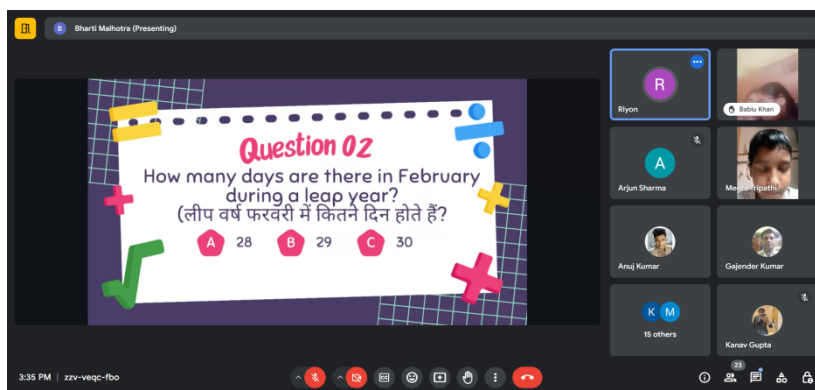 B Bharti Malhotra (Presenting)
Question 02
How many days are there in February
during a leap year?
(लीप वर्ष फरवरी में कितने दिन होते हैं?
A 28 B 29 C 30
R
Riyon
Bablu Khan
A
Arjun Sharma
Meera Tripathi
Anuj Kumar
Gajender Kumar
K M
15 others
Kanav Gupta
3:35 PM | zzv-veqc-fbo
23